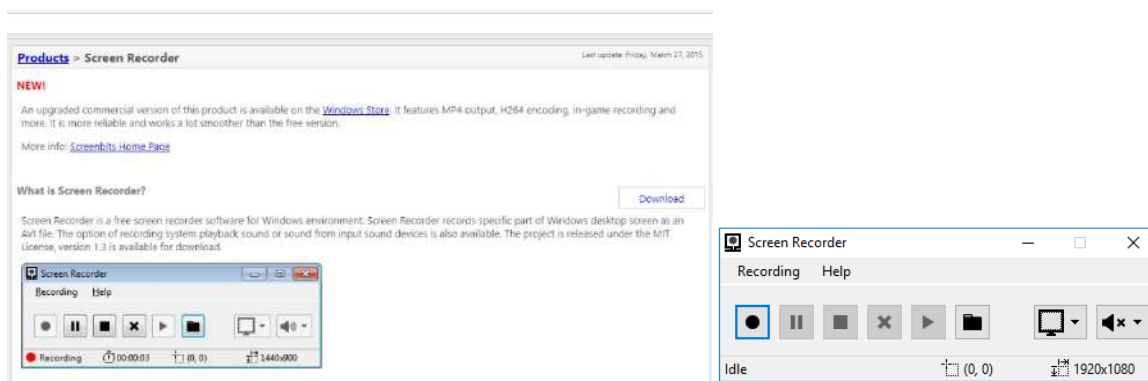 Products > Screen Recorder
Last update: Friday, March 27, 2015
NEW!
An upgraded commercial version of this product is available on the Windows Store. It features MP4 output, H264 encoding, in-game recording and
more. It is more reliable and works a lot smoother than the free version.
More info: Screenbits Home Page
What is Screen Recorder?
Download
Screen Recorder is a free screen recorder software for Windows environment. Screen Recorder records specific part of Windows desktop screen as an
AVI file. The option of recording system playback sound or sound from input sound devices is also available. The project is released under the MIT
License, version 1.3 is available for download.
Screen Recorder
Recording Help
Recording 00:00:03 (0, 0) 1440x900
Screen Recorder
Recording Help
Idle (0, 0) 1920x1080